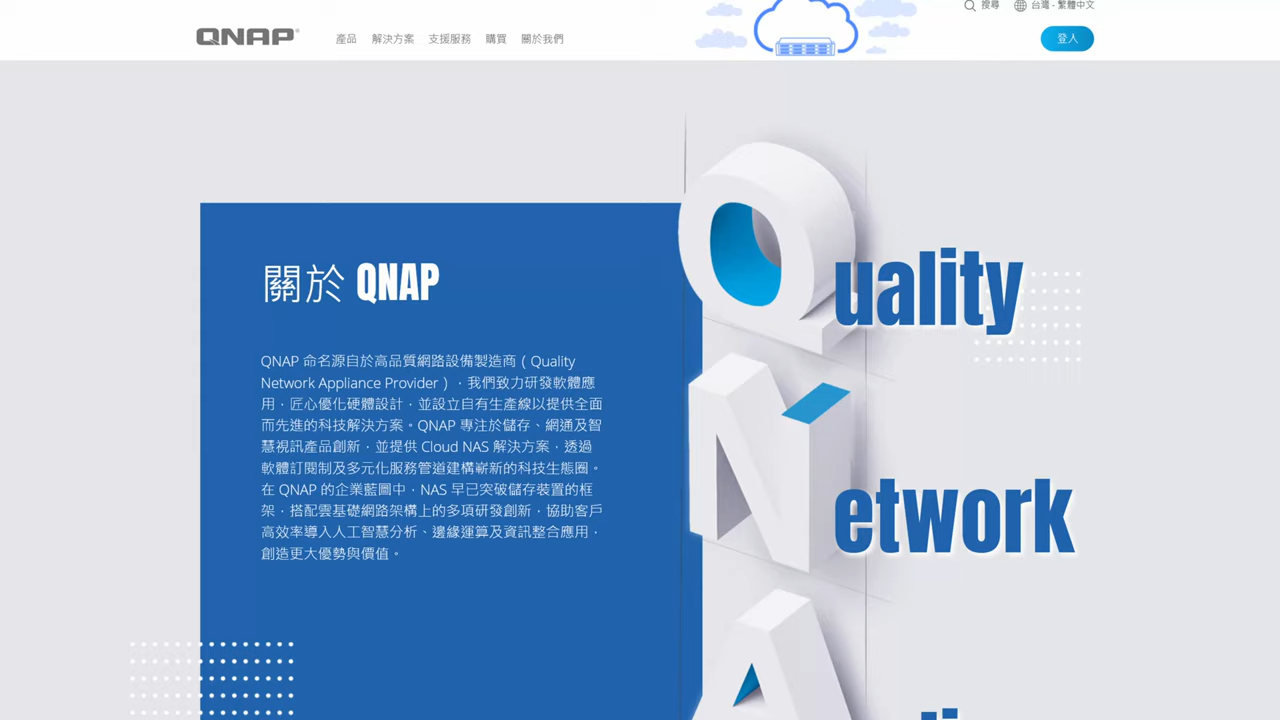 搜尋
台灣 - 繁體中文
QNAP
產品
解決方案
支援服務
購買
關於我們
登入
關於 QNAP
QNAP 命名源自於高品質網路設備製造商 ( Quality
Network Appliance Provider )，我們致力研發軟體應
用，匠心優化硬體設計，並設立自有生產線以提供全面
而先進的科技解決方案。QNAP 專注於儲存、網通及智
慧視訊產品創新，並提供 Cloud NAS 解決方案，透過
軟體訂閱制及多元化服務管道建構嶄新的科技生態圈。
在 QNAP 的企業藍圖中，NAS 早已突破儲存裝置的框
架，搭配雲基礎網路架構上的多項研發創新，協助客戶
高效率導入人工智慧分析、邊緣運算及資訊整合應用，
創造更大優勢與價值。
Quality
Network
A